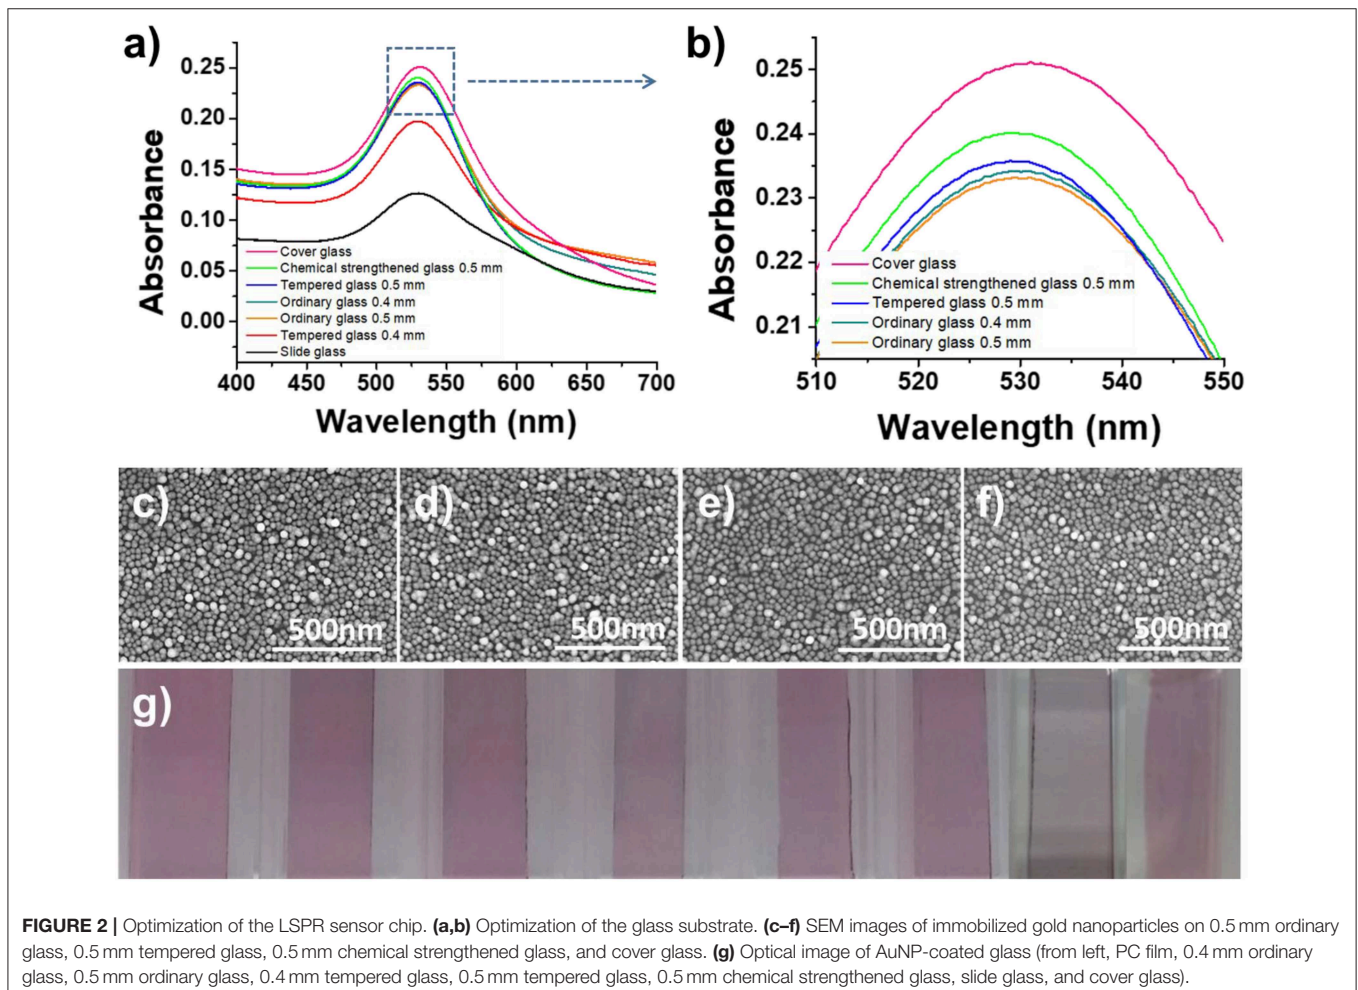 a)
0.25
0.20
0.15
0.10
0.05
0.00
Absorbance
Cover glass
Chemical strengthened glass 0.5 mm
Tempered glass 0.5 mm
Ordinary glass 0.4 mm
Ordinary glass 0.5 mm
Tempered glass 0.4 mm
Slide glass
400 450 500 550 600 650 700
Wavelength (nm)
b)
0.25
0.24
0.23
0.22
0.21
Absorbance
Cover glass
Chemical strengthened glass 0.5 mm
Tempered glass 0.5 mm
Ordinary glass 0.4 mm
Ordinary glass 0.5 mm
510 520 530 540 550
Wavelength (nm)
c)
500nm
d)
500nm
e)
500nm
f)
500nm
g)
FIGURE 2 | Optimization of the LSPR sensor chip. (a,b) Optimization of the glass substrate. (c–f) SEM images of immobilized gold nanoparticles on 0.5 mm ordinary
glass, 0.5 mm tempered glass, 0.5 mm chemical strengthened glass, and cover glass. (g) Optical image of AuNP-coated glass (from left, PC film, 0.4 mm ordinary
glass, 0.5 mm ordinary glass, 0.4 mm tempered glass, 0.5 mm tempered glass, 0.5 mm chemical strengthened glass, slide glass, and cover glass).